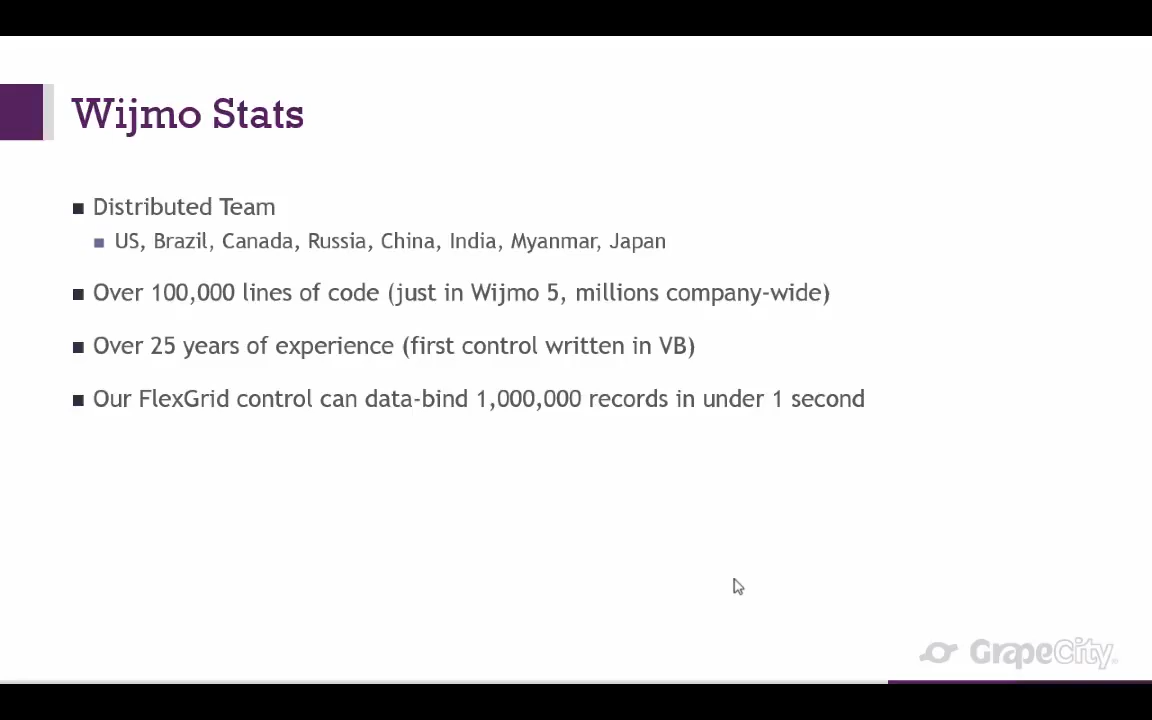 Wijmo Stats
Distributed Team
US, Brazil, Canada, Russia, China, India, Myanmar, Japan
Over 100,000 lines of code (just in Wijmo 5, millions company-wide)
Over 25 years of experience (first control written in VB)
Our FlexGrid control can data-bind 1,000,000 records in under 1 second
GrapeCity